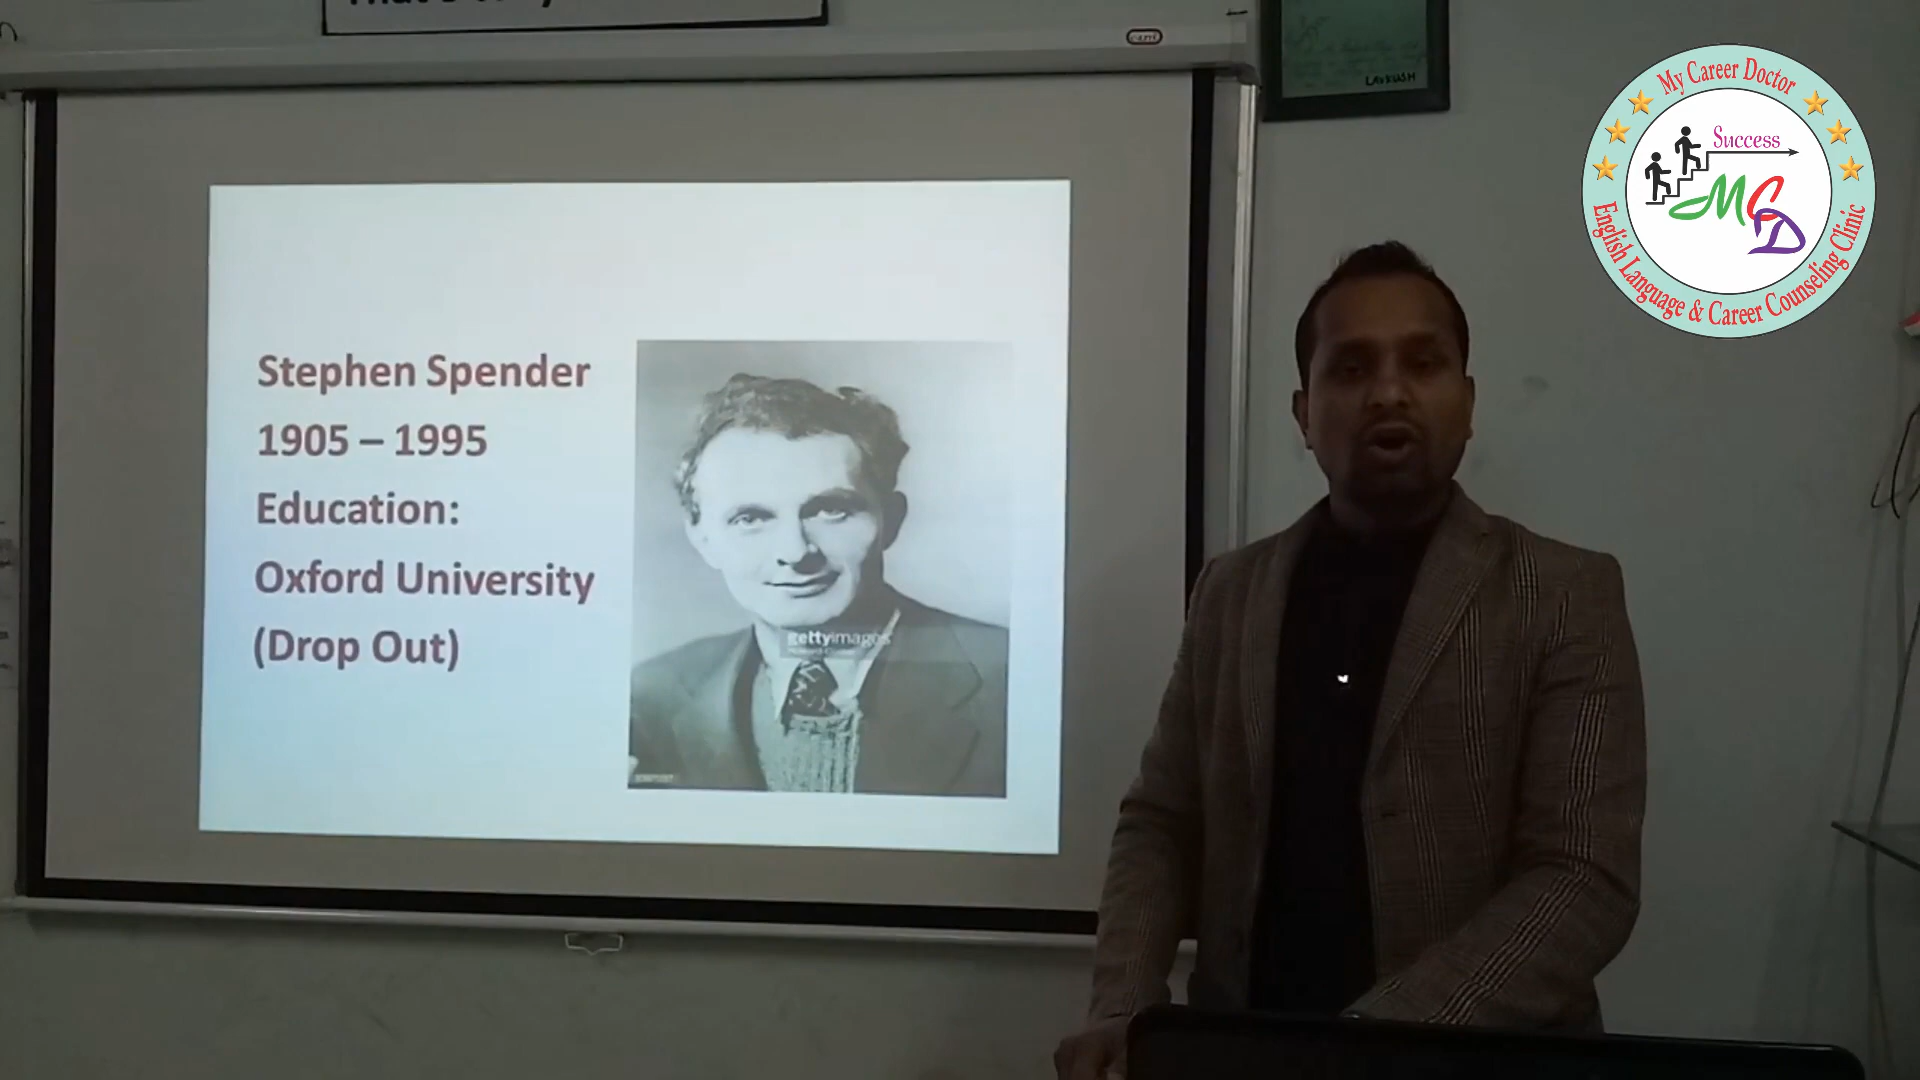 LAVKUSH
My Career Doctor
Success
MCD
English Language & Career Counseling Clinic
Stephen Spender
1905 – 1995
Education:
Oxford University
(Drop Out)
gettyimages